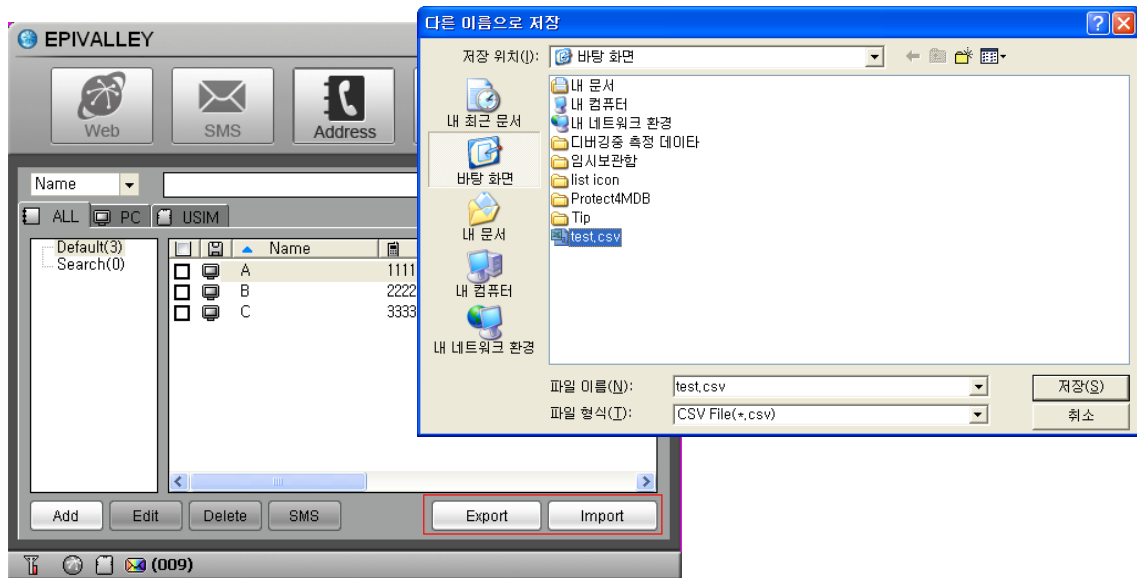 EPIVALLEY
Web
SMS
Address
Name
ALL
PC
USIM
Default(3)
Search(0)
Name
A
1111
B
2222
C
3333
Add
Edit
Delete
SMS
Export
Import
(009)
다른 이름으로 저장
저장 위치(I):
바탕 화면
내 최근 문서
바탕 화면
내 문서
내 컴퓨터
내 네트워크 환경
내 문서
내 컴퓨터
내 네트워크 환경
디버깅중 측정 데이타
임시보관함
list icon
Protect4MDB
Tip
test,csv
파일 이름(N):
test,csv
저장(S)
파일 형식(T):
CSV File(*,csv)
취소